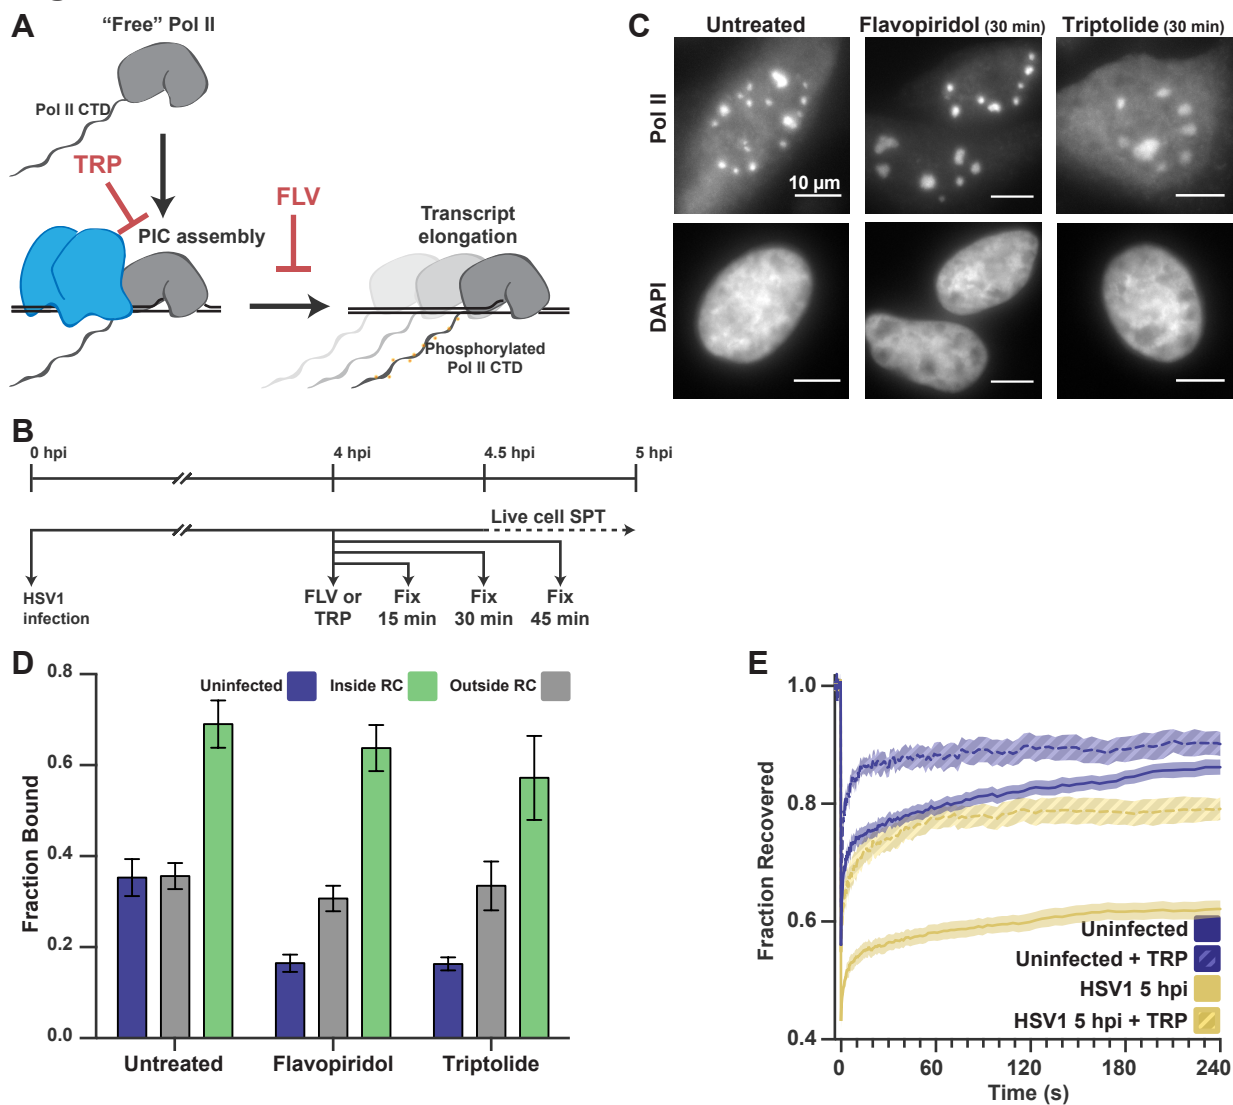 A
"Free" Pol II
Pol II CTD
TRP
FLV
PIC assembly
Transcript
elongation
Phosphorylated
Pol II CTD
B
0 hpi
4 hpi
4.5 hpi
5 hpi
Live cell SPT
HSV1
infection
FLV or
TRP
Fix
15 min
Fix
30 min
Fix
45 min
C
Untreated
Flavopiridol (30 min)
Triptolide (30 min)
Pol II
10 μm
DAPI
D
Uninfected
Inside RC
Outside RC
Fraction Bound
0.8
0.6
0.4
0.2
0.0
Untreated
Flavopiridol
Triptolide
E
Fraction Recovered
1.0
0.8
0.6
0.4
Uninfected
Uninfected + TRP
HSV1 5 hpi
HSV1 5 hpi + TRP
0
60
120
180
240
Time (s)